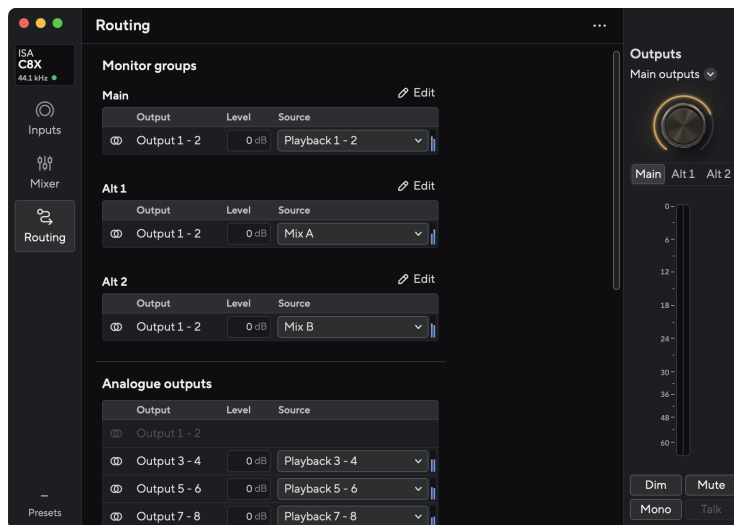 Routing
...
ISA
C8X
44.1 kHz
Inputs
Mixer
Routing
Presets
Monitor groups
Main
Edit
Output Level Source
Output 1 - 2 0 dB Playback 1 - 2
Alt 1
Edit
Output Level Source
Output 1 - 2 0 dB Mix A
Alt 2
Edit
Output Level Source
Output 1 - 2 0 dB Mix B
Analogue outputs
Output Level Source
Output 1 - 2
Output 3 - 4 0 dB Playback 3 - 4
Output 5 - 6 0 dB Playback 5 - 6
Output 7 - 8 0 dB Playback 7 - 8
Outputs
Main outputs
Main Alt 1 Alt 2
0
6
12
18
24
30
36
48
60
Dim Mute
Mono Talk